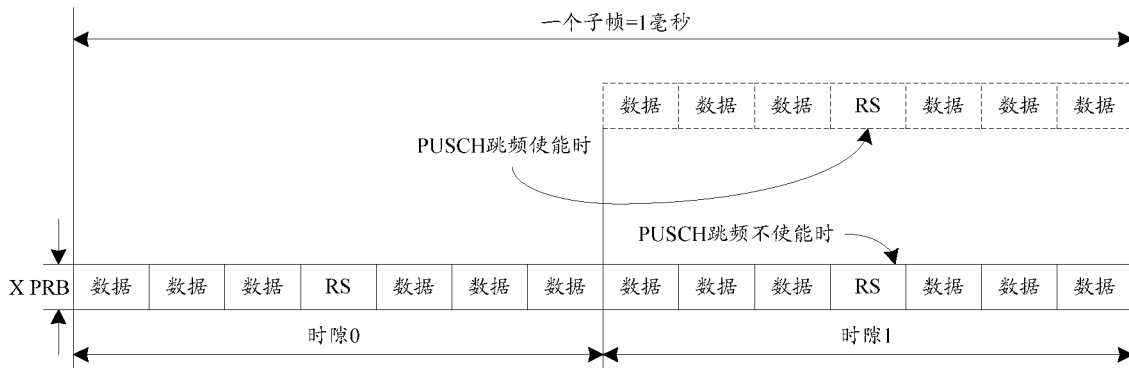 一个子帧=1毫秒
数据 数据 数据 RS 数据 数据 数据
PUSCH跳频使能时
PUSCH跳频不使能时
X PRB 数据 数据 数据 RS 数据 数据 数据 数据 数据 数据 RS 数据 数据 数据
时隙0 时隙1